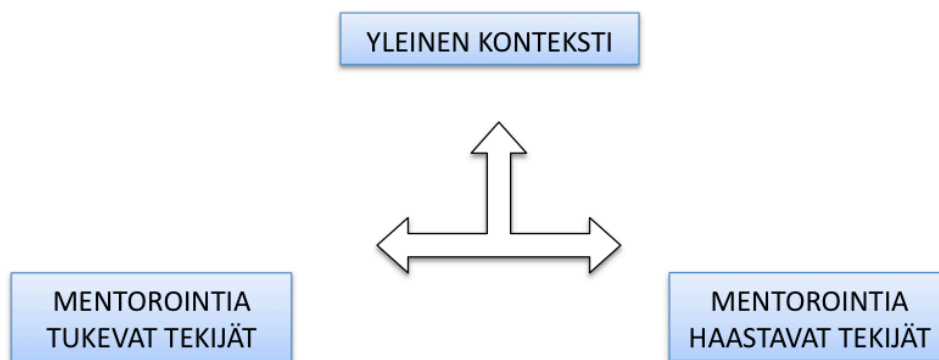 YLEINEN KONTEKSTI
MENTOROINTIA
TUKEVAT TEKIJÄT
MENTOROINTIA
HAASTAVAT TEKIJÄT